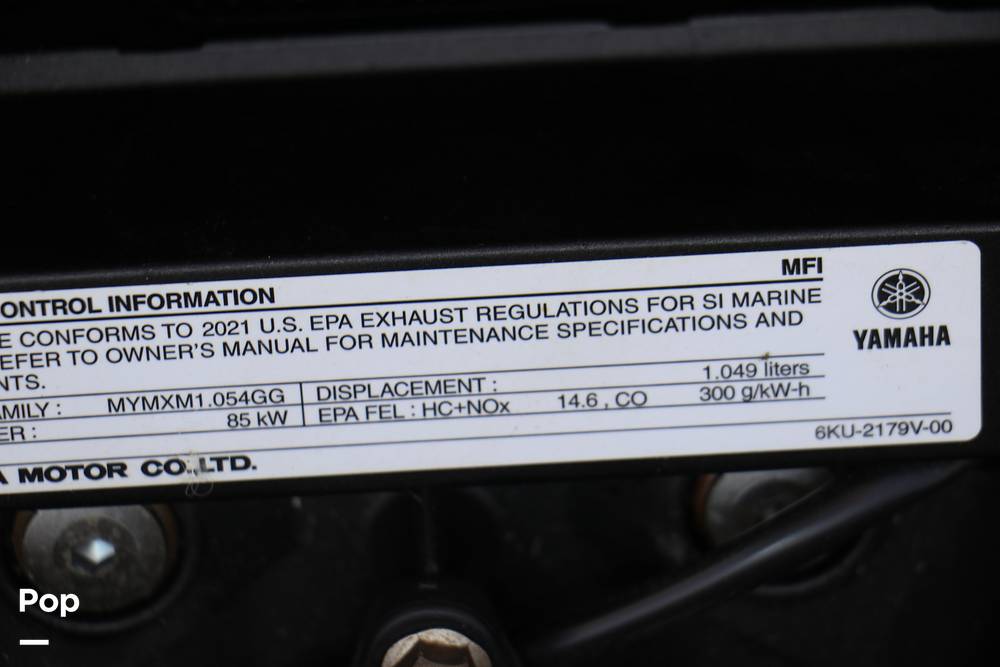 MFI
ONTROL INFORMATION
E CONFORMS TO 2021 U.S. EPA EXHAUST REGULATIONS FOR SI MARINE
EFER TO OWNER'S MANUAL FOR MAINTENANCE SPECIFICATIONS AND
NTS.
AMILY : MYMXM1.054GG DISPLACEMENT : 1.049 liters
ER : 85 kW EPA FEL : HC+NOx 14.6 , CO 300 g/kW-h
6KU-2179V-00
A MOTOR CO.,LTD.
YAMAHA
Pop